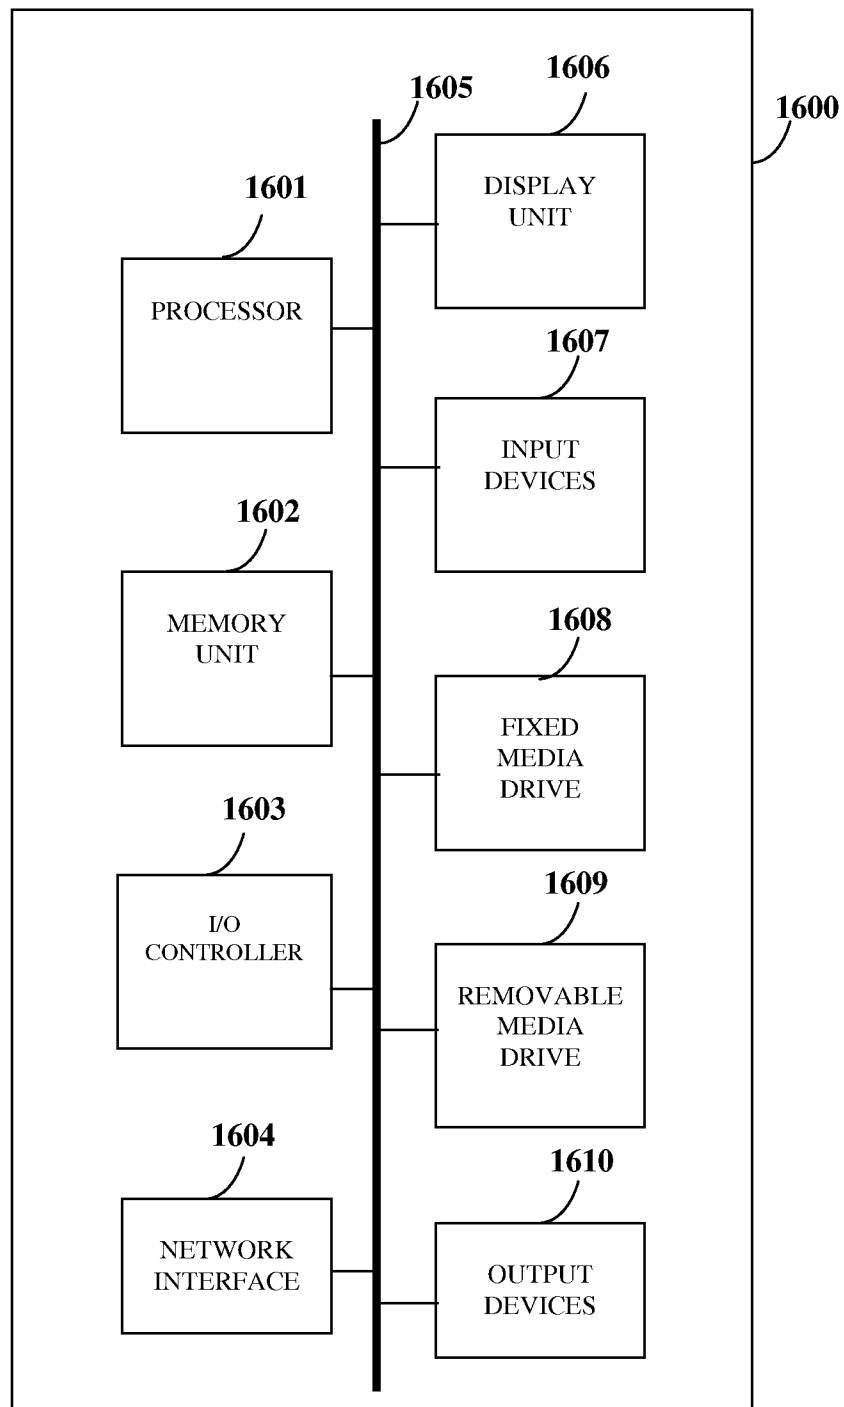 1605
1606
1600
DISPLAY
UNIT
1601
PROCESSOR
1607
INPUT
DEVICES
1602
MEMORY
UNIT
1608
FIXED
MEDIA
DRIVE
1603
I/O
CONTROLLER
1609
REMOVABLE
MEDIA
DRIVE
1604
NETWORK
INTERFACE
1610
OUTPUT
DEVICES